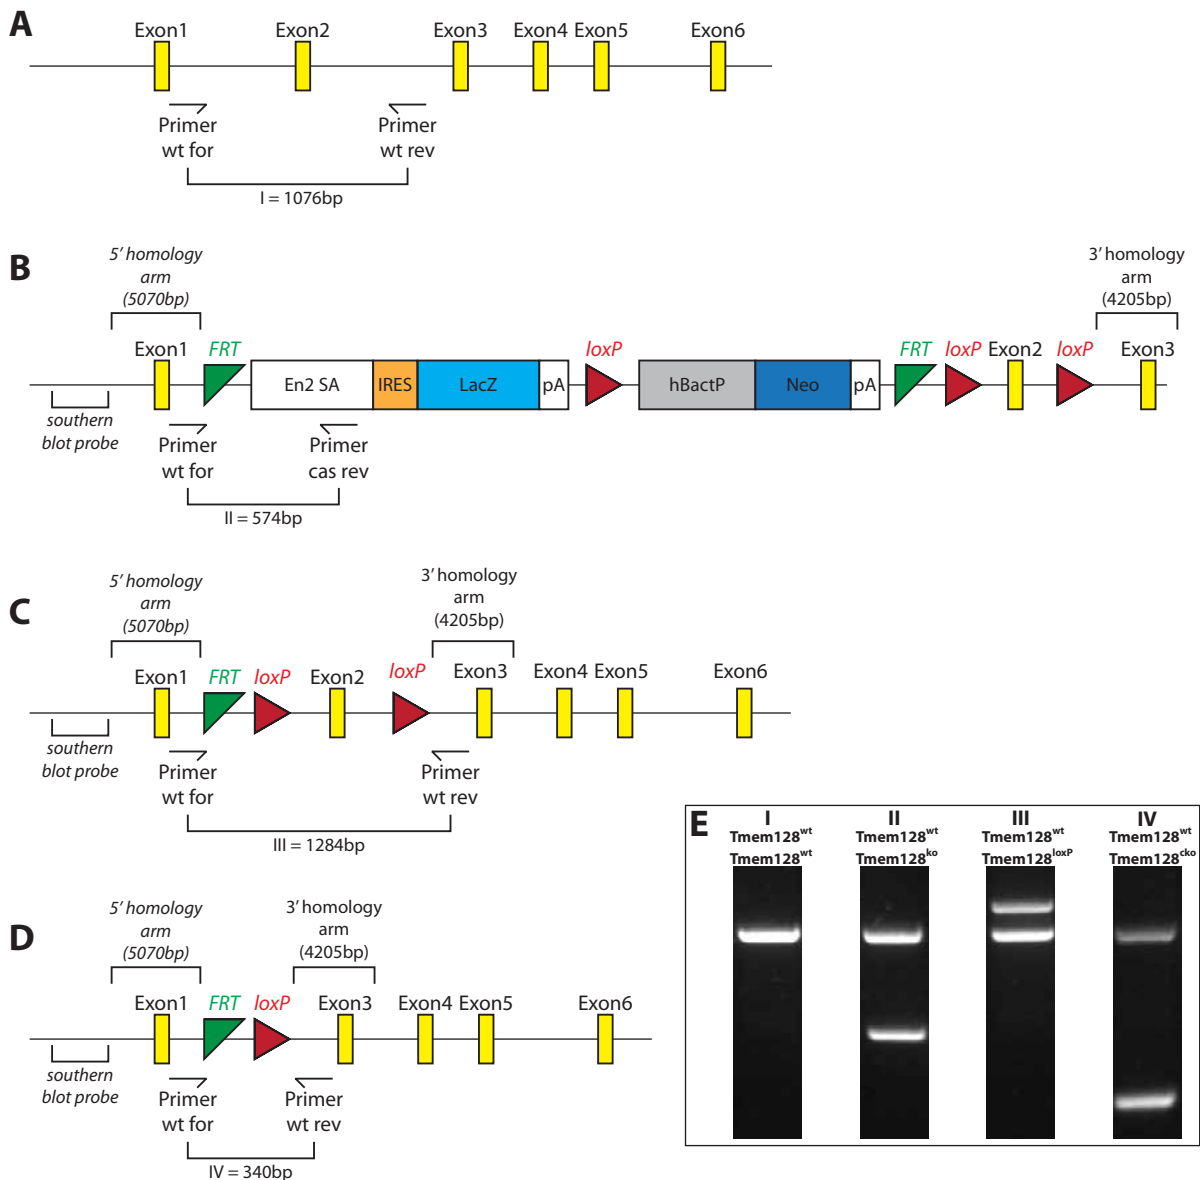 A
Exon1 Exon2 Exon3 Exon4 Exon5 Exon6
Primer
wt for
Primer
wt rev
I = 1076bp
B
5’ homology
arm
(5070bp)
3’ homology
arm
(4205bp)
Exon1 FRT loxP FRT loxP Exon2 loxP Exon3
En2 SA IRES LacZ pA hBactP Neo pA
southern
blot probe
Primer
wt for
Primer
cas rev
II = 574bp
C
5’ homology
arm
(5070bp)
3’ homology
arm
(4205bp)
Exon1 FRT loxP Exon2 loxP Exon3 Exon4 Exon5 Exon6
southern
blot probe
Primer
wt for
Primer
wt rev
III = 1284bp
D
5’ homology
arm
(5070bp)
3’ homology
arm
(4205bp)
Exon1 FRT loxP Exon3 Exon4 Exon5 Exon6
southern
blot probe
Primer
wt for
Primer
wt rev
IV = 340bp
E
I II III IV
Tmem128wt Tmem128wt Tmem128wt Tmem128wt
Tmem128wt Tmem128ko Tmem128loxP Tmem128cko